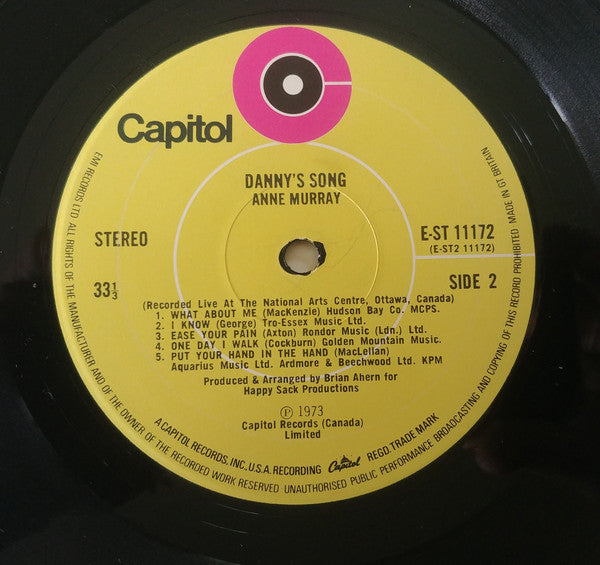 Capitol
DANNY'S SONG
ANNE MURRAY
STEREO
E-ST 11172
(E-ST2 11172)
33⅓
SIDE 2
(Recorded Live At The National Arts Centre, Ottawa, Canada)
1. WHAT ABOUT ME (MacKenzie) Hudson Bay Co. MCPS.
2. I KNOW (George) Tro-Essex Music Ltd.
3. EASE YOUR PAIN (Axton) Rondor Music (Ldn.) Ltd.
4. ONE DAY I WALK (Cockburn) Golden Mountain Music.
5. PUT YOUR HAND IN THE HAND (MacLellan)
Aquarius Music Ltd. Ardmore & Beechwood Ltd. KPM
Produced & Arranged by Brian Ahern for
Happy Sack Productions
Ⓟ 1973
Capitol Records (Canada)
Limited
A CAPITOL RECORDS, INC., U.S.A. RECORDING Capitol REGD. TRADE MARK
EMI RECORDS LTD. ALL RIGHTS OF THE MANUFACTURER AND OF THE OWNER OF THE RECORDED WORK RESERVED UNAUTHORISED PUBLIC PERFORMANCE BROADCASTING AND COPYING OF THIS RECORD PROHIBITED MADE IN GT BRITAIN